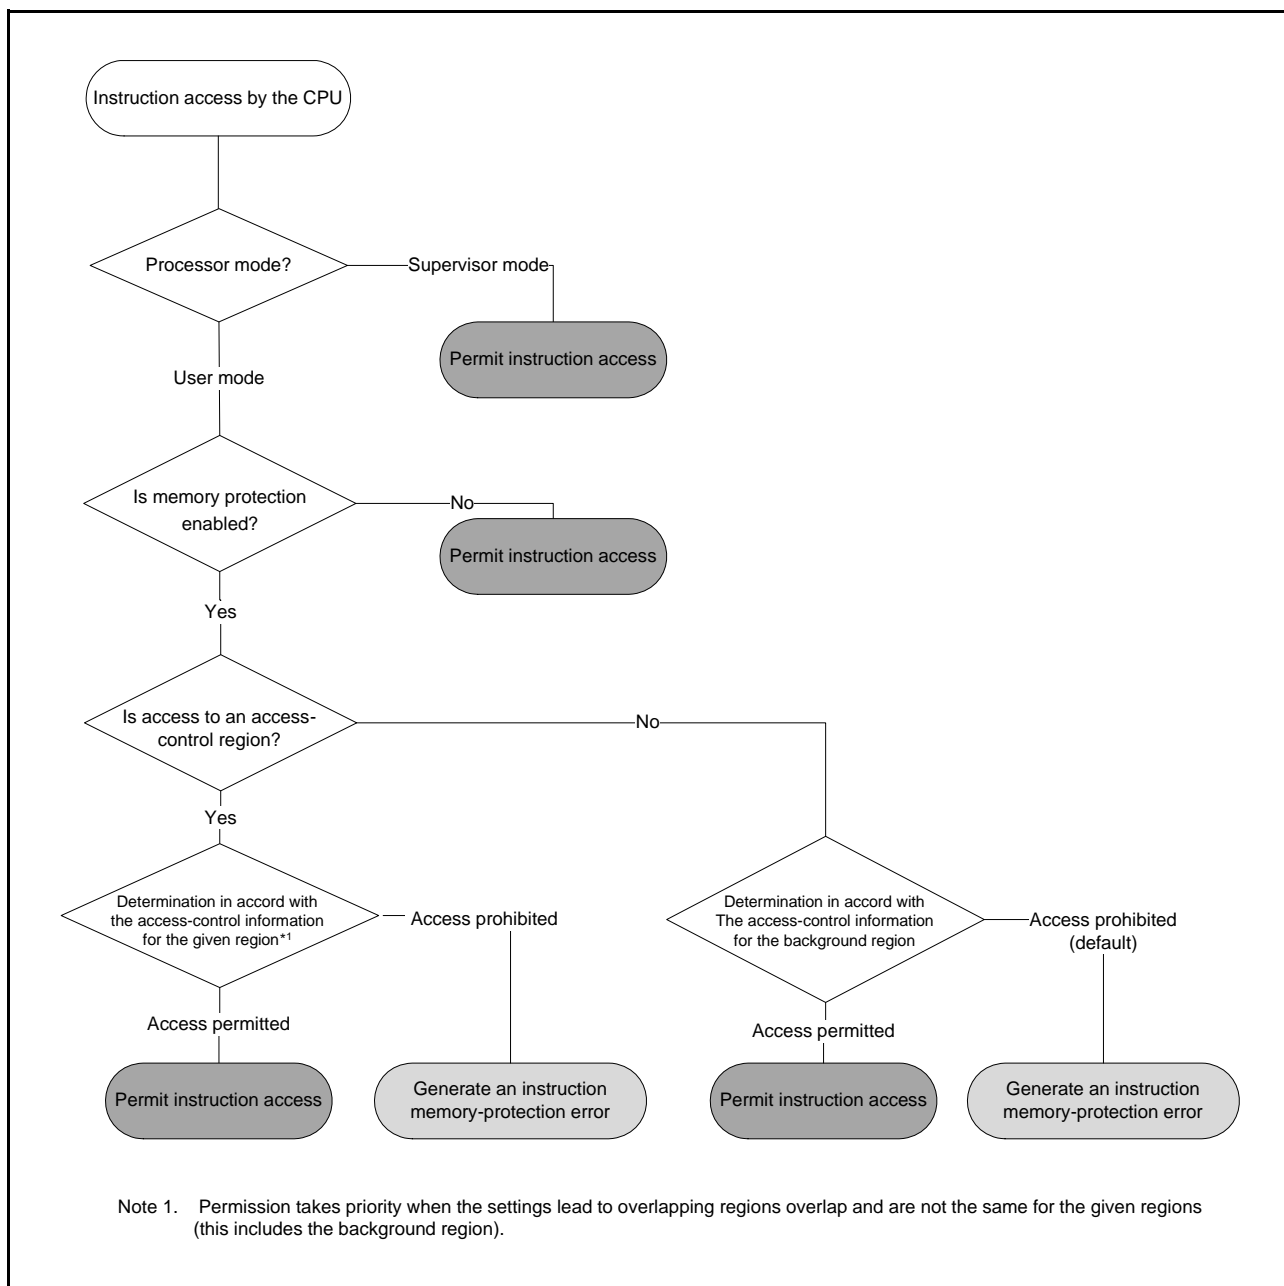 Instruction access by the CPU
Processor mode?
Supervisor mode
Permit instruction access
User mode
Is memory protection
enabled?
No
Permit instruction access
Yes
Is access to an access-
control region?
No
Yes
Determination in accord with
the access-control information
for the given region*1
Access prohibited
Determination in accord with
The access-control information
for the background region
Access prohibited
(default)
Access permitted
Access permitted
Permit instruction access
Generate an instruction
memory-protection error
Permit instruction access
Generate an instruction
memory-protection error
Note 1. Permission takes priority when the settings lead to overlapping regions overlap and are not the same for the given regions
(this includes the background region).